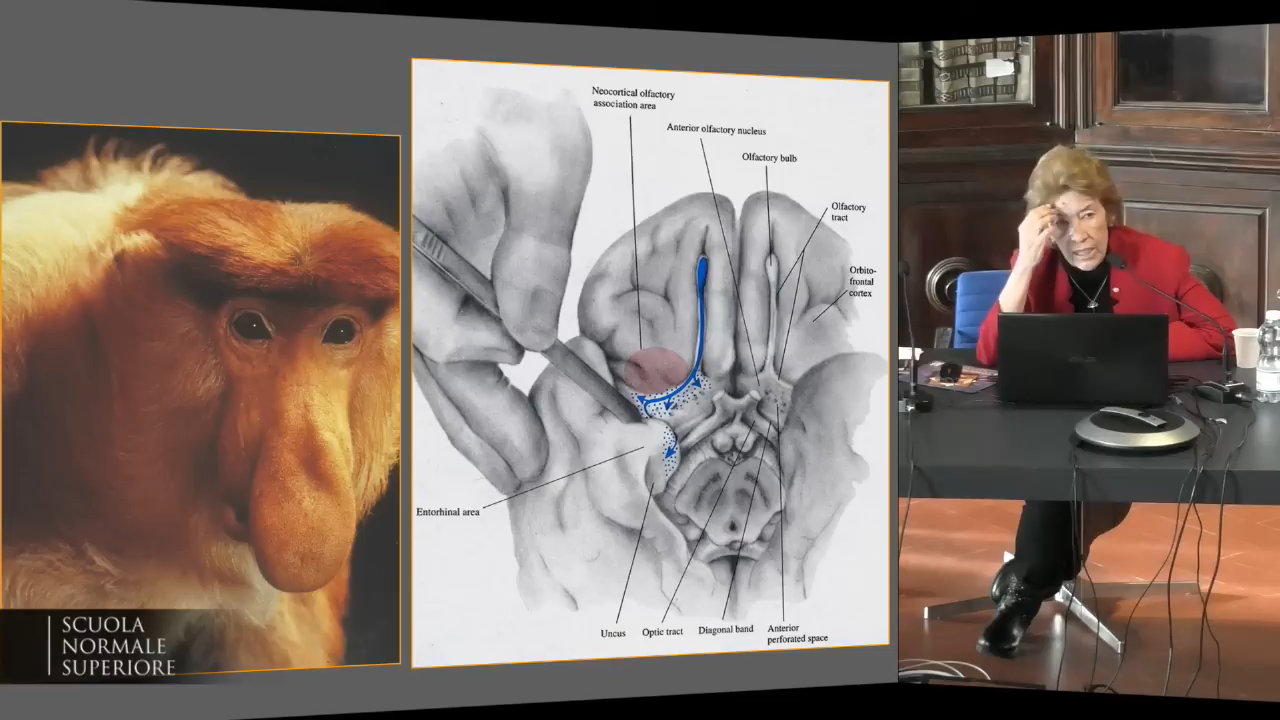 Neocortical olfactory
association area
Anterior olfactory nucleus
Olfactory bulb
Olfactory
tract
Orbito-
frontal
cortex
Entorhinal area
Uncus
Optic tract
Diagonal band
Anterior
perforated space
SCUOLA
NORMALE
SUPERIORE